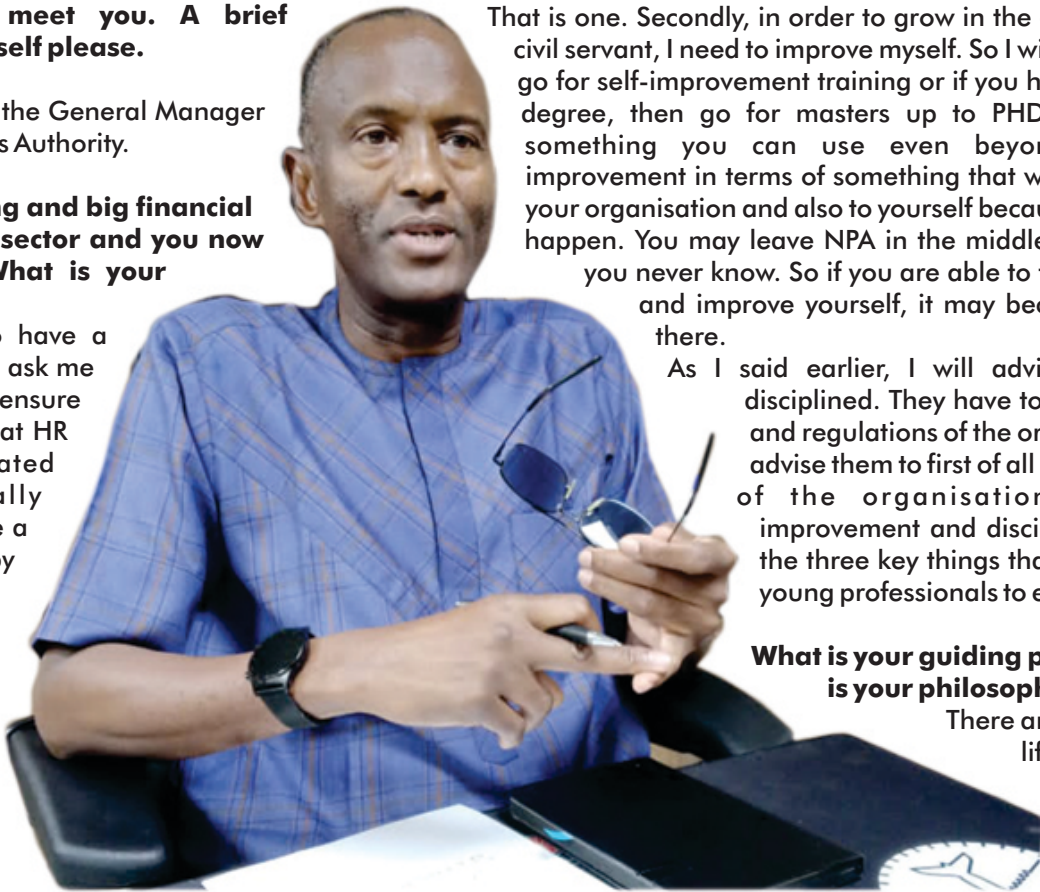 meet you. A brief
self please.
the General Manager
s Authority.
ng and big financial
sector and you now
What is your
o have a
ask me
ensure
at HR
ated
ally
e a
by
That is one. Secondly, in order to grow in the
civil servant, I need to improve myself. So I wi
go for self-improvement training or if you h
degree, then go for masters up to PHD
something you can use even beyon
improvement in terms of something that w
your organisation and also to yourself becau
happen. You may leave NPA in the middle
you never know. So if you are able to
and improve yourself, it may bec
there.
As I said earlier, I will advi
disciplined. They have to
and regulations of the or
advise them to first of all
of the organisation
improvement and disci
the three key things tha
young professionals to e
What is your guiding p
is your philosoph
There ar
lif